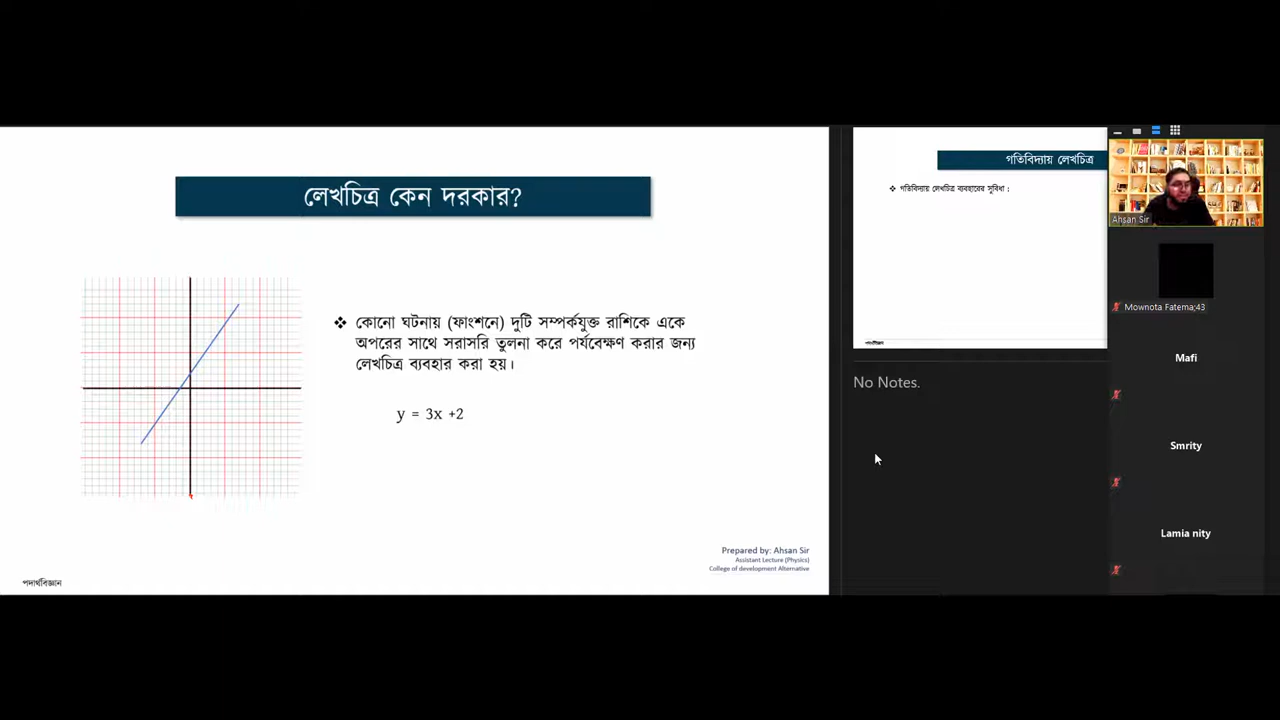 লেখচিত্র কেন দরকার?
❖ কোনো ঘটনায় (ফাংশনে) দুটি সম্পর্কযুক্ত রাশিকে একে
অপরের সাথে সরাসরি তুলনা করে পর্যবেক্ষণ করার জন্য
লেখচিত্র ব্যবহার করা হয়।
y = 3x +2
Prepared by: Ahsan Sir
Assistant Lecture (Physics)
College of development Alternative
পদার্থবিজ্ঞান
গতিবিদ্যায় লেখচিত্র
❖ গতিবিদ্যায় লেখচিত্র ব্যবহারের সুবিধা :
পদার্থবিজ্ঞান
No Notes.
Ahsan Sir
Mownota Fatema;43
Mafi
Smrity
Lamia nity